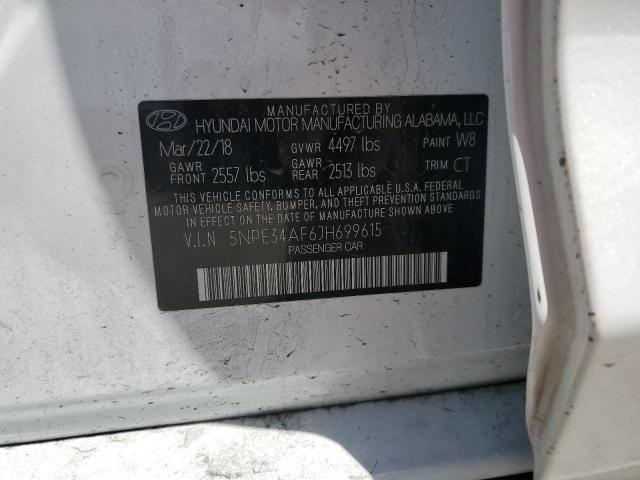 MANUFACTURED BY
HYUNDAI MOTOR MANUFACTURING ALABAMA, LLC
Mar/22/18 GVWR 4497 lbs PAINT W8
GAWR FRONT 2557 lbs GAWR REAR 2513 lbs TRIM CT
THIS VEHICLE CONFORMS TO ALL APPLICABLE U.S.A. FEDERAL
MOTOR VEHICLE SAFETY, BUMPER, AND THEFT PREVENTION
STANDARDS IN EFFECT ON THE DATE OF MANUFACTURE SHOWN ABOVE.
V.I.N 5NPE34AF6JH699615
PASSENGER CAR